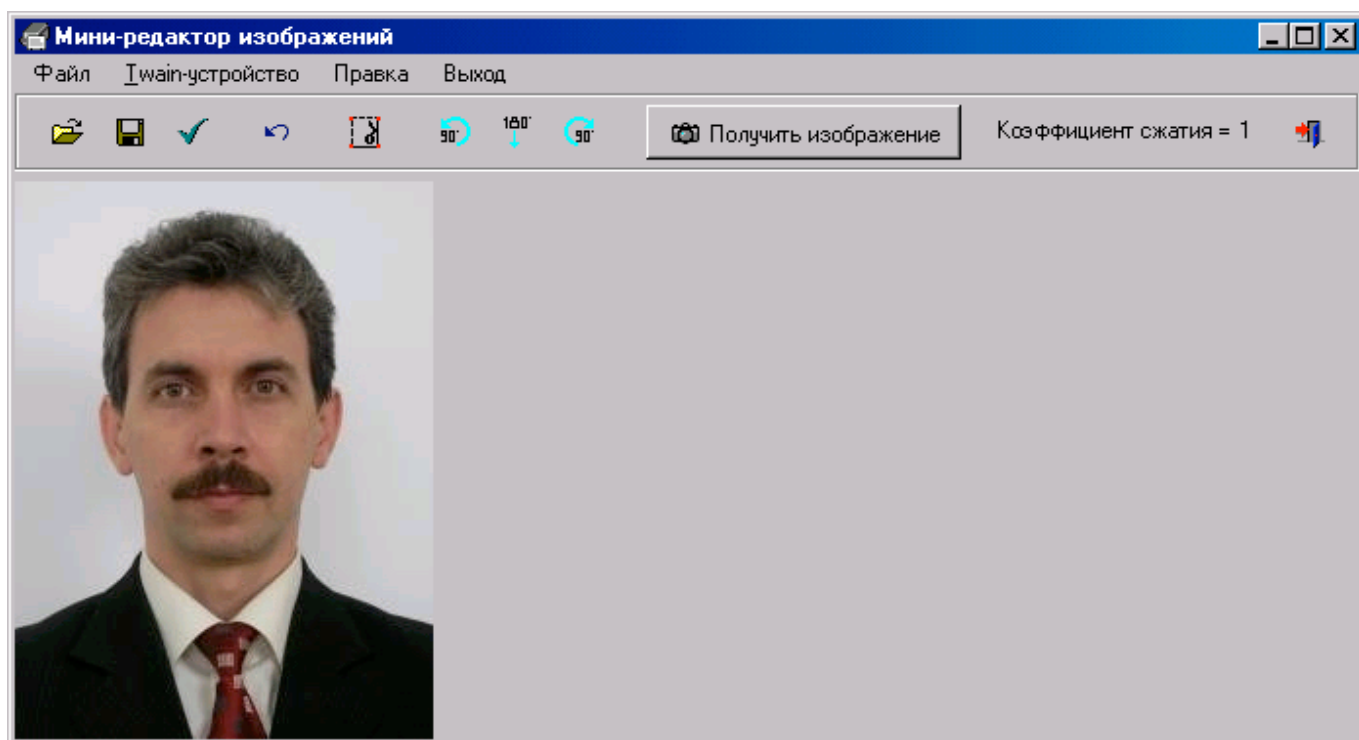 Мини-редактор изображений
Файл Twain-устройство Правка Выход
90° 180° 90° Получить изображение Коэффициент сжатия = 1